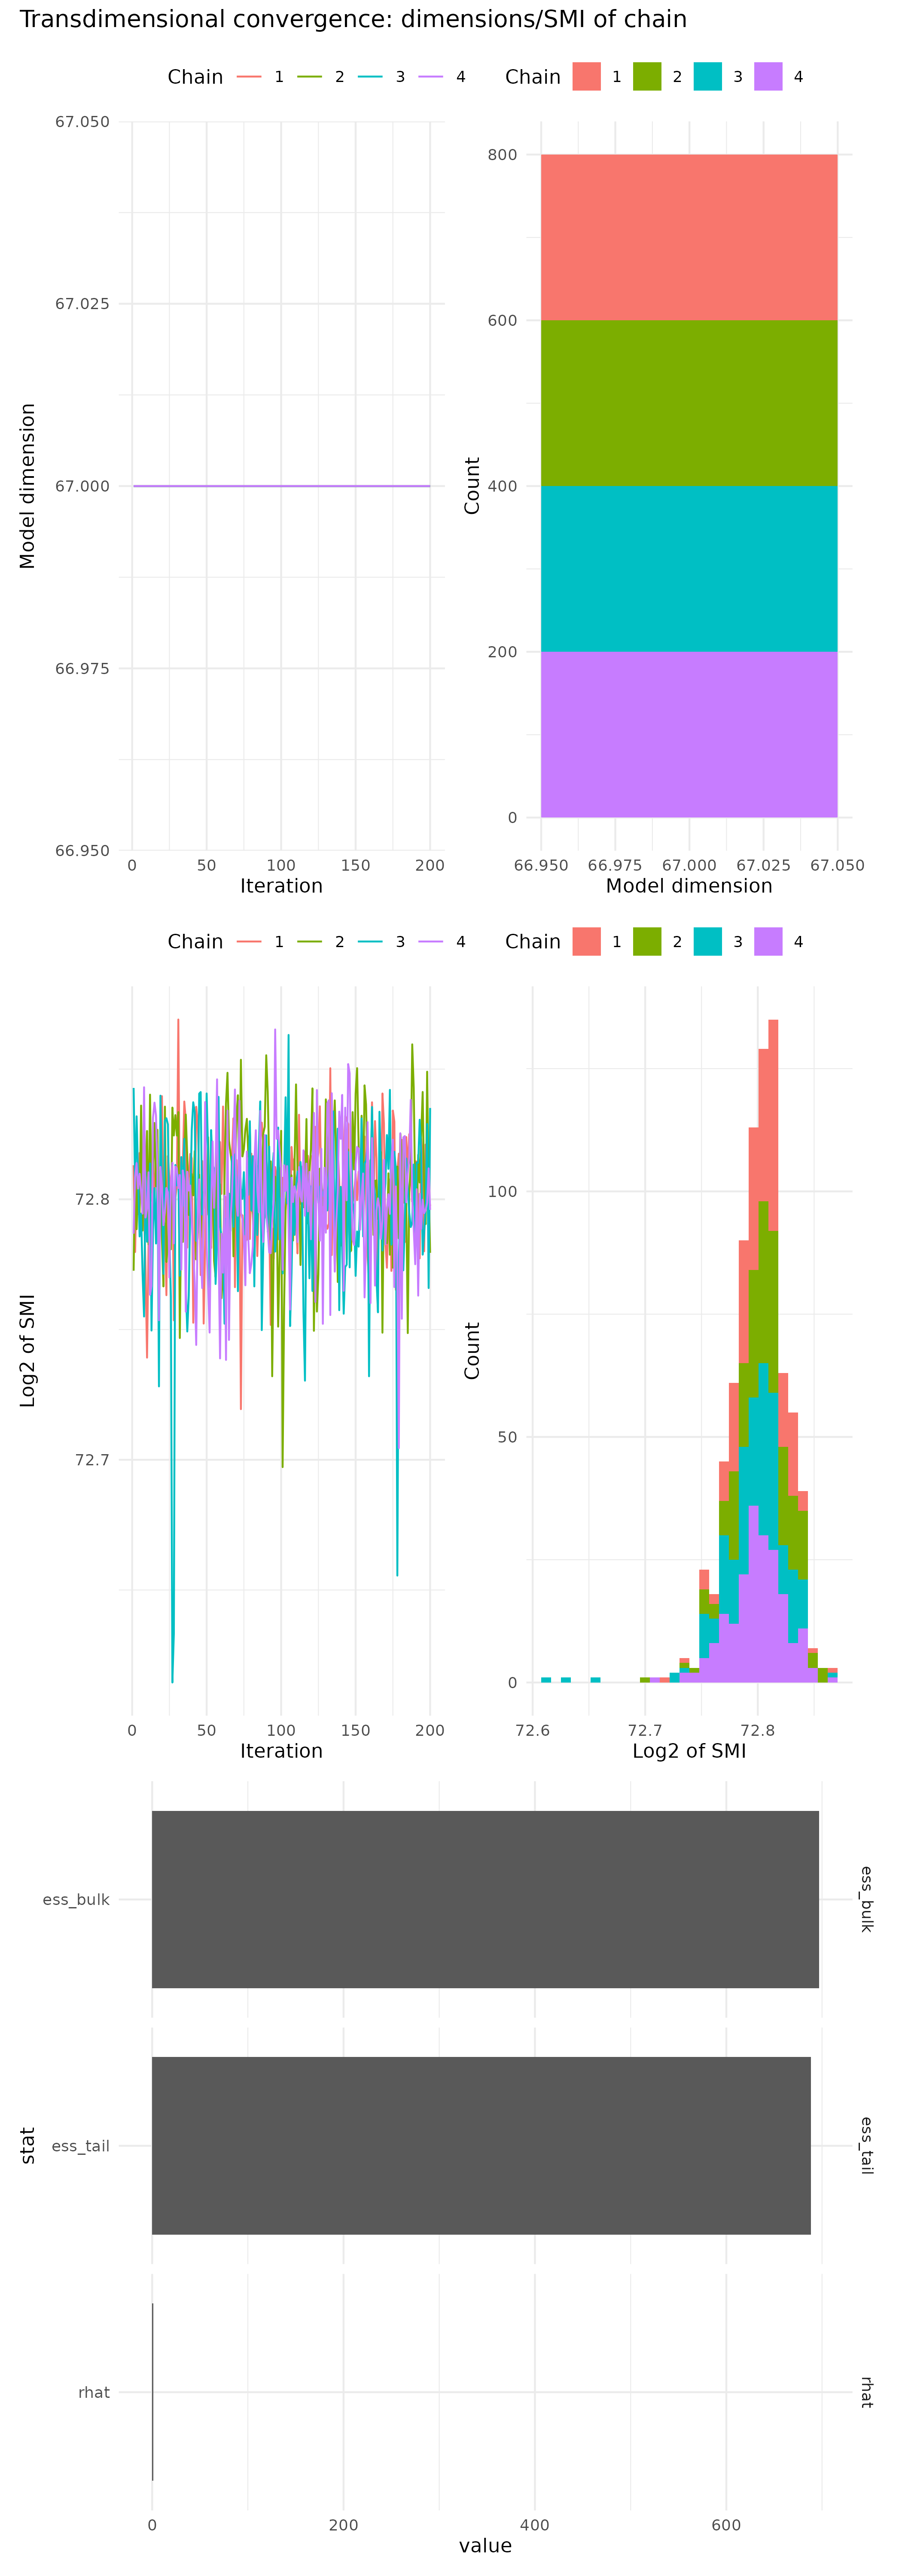 Transdimensional convergence: dimensions/SMI of chain
Chain 1 2 3 4
Chain 1 2 3 4
67.050
67.025
67.000
66.975
66.950
Model dimension
0 50 100 150 200
Iteration
800
600
400
200
0
Count
66.950 66.975 67.000 67.025 67.050
Model dimension
Chain 1 2 3 4
Chain 1 2 3 4
72.8
72.7
Log2 of SMI
0 50 100 150 200
Iteration
100
50
0
Count
72.6 72.7 72.8
Log2 of SMI
ess_bulk
ess_bulk
stat
ess_tail
ess_tail
rhat
rhat
0 200 400 600
value